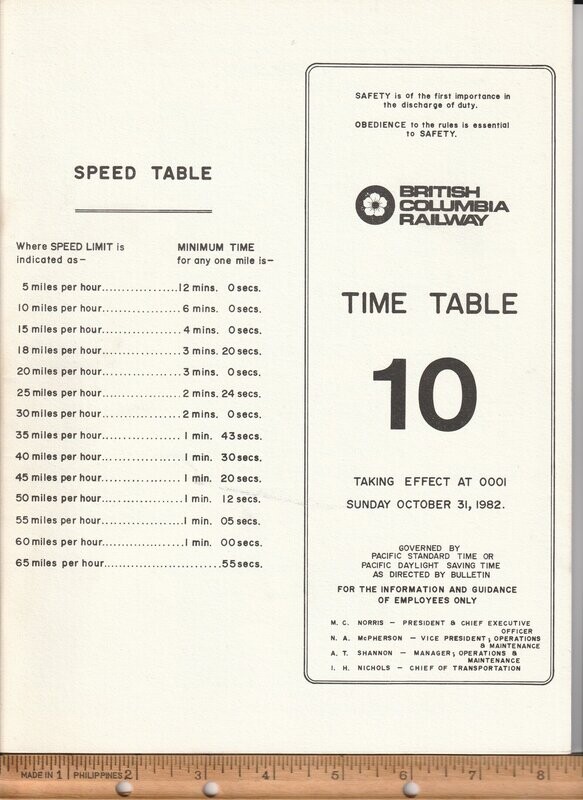 SPEED TABLE
Where SPEED LIMIT is
indicated as—
MINIMUM TIME
for any one mile is—
5 miles per hour..................12 mins. 0 secs.
10 miles per hour..................6 mins. 0 secs.
15 miles per hour..................4 mins. 0 secs.
18 miles per hour..................3 mins. 20 secs.
20 miles per hour..................3 mins. 0 secs.
25 miles per hour..................2 mins. 24 secs.
30 miles per hour..................2 mins. 0 secs.
35 miles per hour..................1 min. 43 secs.
40 miles per hour..................1 min. 30 secs.
45 miles per hour..................1 min. 20 secs.
50 miles per hour..................1 min. 12 secs.
55 miles per hour..................1 min. 05 secs.
60 miles per hour..................1 min. 00 secs.
65 miles per hour..........................55 secs.
SAFETY is of the first importance in
the discharge of duty.
OBEDIENCE to the rules is essential
to SAFETY.
BRITISH
COLUMBIA
RAILWAY
TIME TABLE
10
TAKING EFFECT AT 0001
SUNDAY OCTOBER 31, 1982.
GOVERNED BY
PACIFIC STANDARD TIME OR
PACIFIC DAYLIGHT SAVING TIME
AS DIRECTED BY BULLETIN
FOR THE INFORMATION AND GUIDANCE
OF EMPLOYEES ONLY
M. C. NORRIS — PRESIDENT & CHIEF EXECUTIVE
OFFICER
N. A. McPHERSON — VICE PRESIDENT; OPERATIONS
& MAINTENANCE
A. T. SHANNON — MANAGER; OPERATIONS &
MAINTENANCE
I. H. NICHOLS — CHIEF OF TRANSPORTATION
MADE IN 1 PHILIPPINES 2 3 4 5 6 7 8